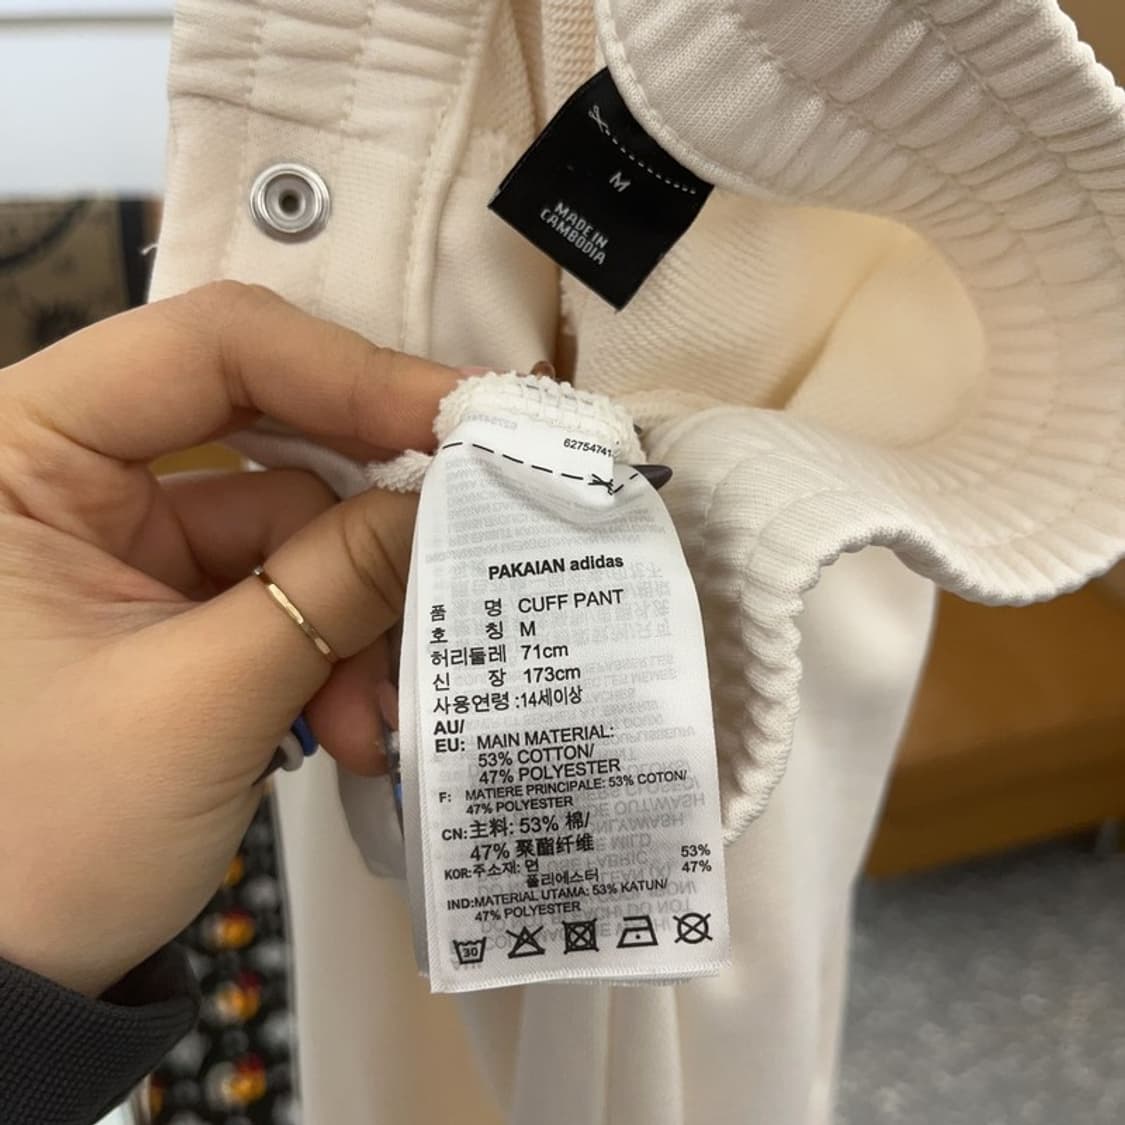 M
MADE IN
CAMBODIA
62754741
PAKAIAN adidas
품 명 CUFF PANT
호 칭 M
허리둘레 71cm
신 장 173cm
사용연령 :14세이상
AU/
EU: MAIN MATERIAL:
53% COTTON/
47% POLYESTER
F: MATIERE PRINCIPALE: 53% COTON/
47% POLYESTER
CN:主料: 53% 棉/
47% 聚酯纤维
KOR:주소재: 면 53%
폴리에스터 47%
IND:MATERIAL UTAMA: 53% KATUN/
47% POLYESTER
30